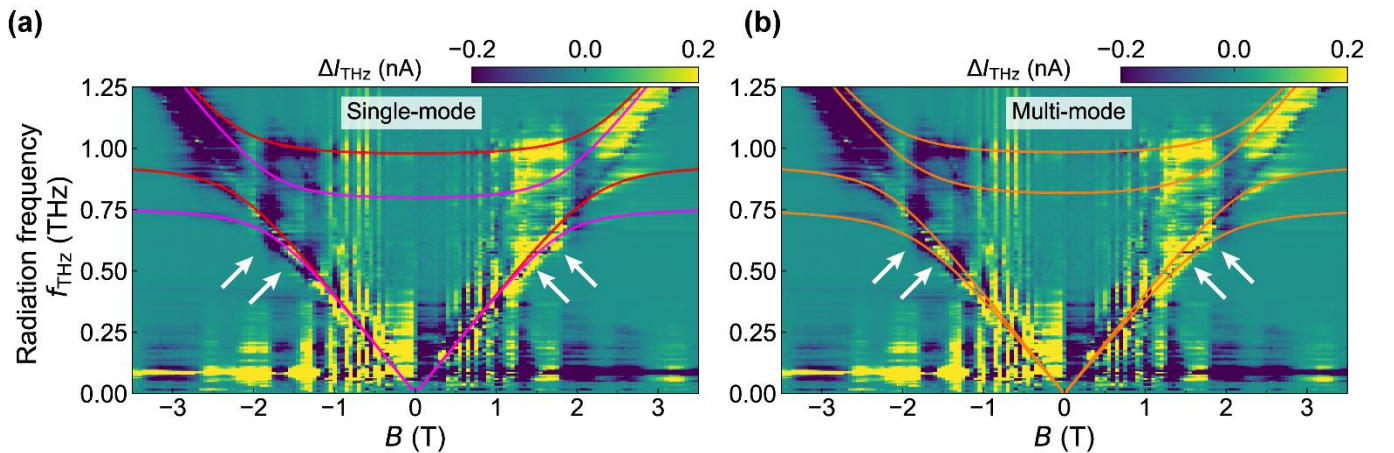 (a)
ΔI_THz (nA)
−0.2 0.0 0.2
Single-mode
Radiation frequency
f_THz (THz)
1.25
1.00
0.75
0.50
0.25
0.00
−3 −2 −1 0 1 2 3
B (T)
(b)
ΔI_THz (nA)
−0.2 0.0 0.2
Multi-mode
1.25
1.00
0.75
0.50
0.25
0.00
−3 −2 −1 0 1 2 3
B (T)